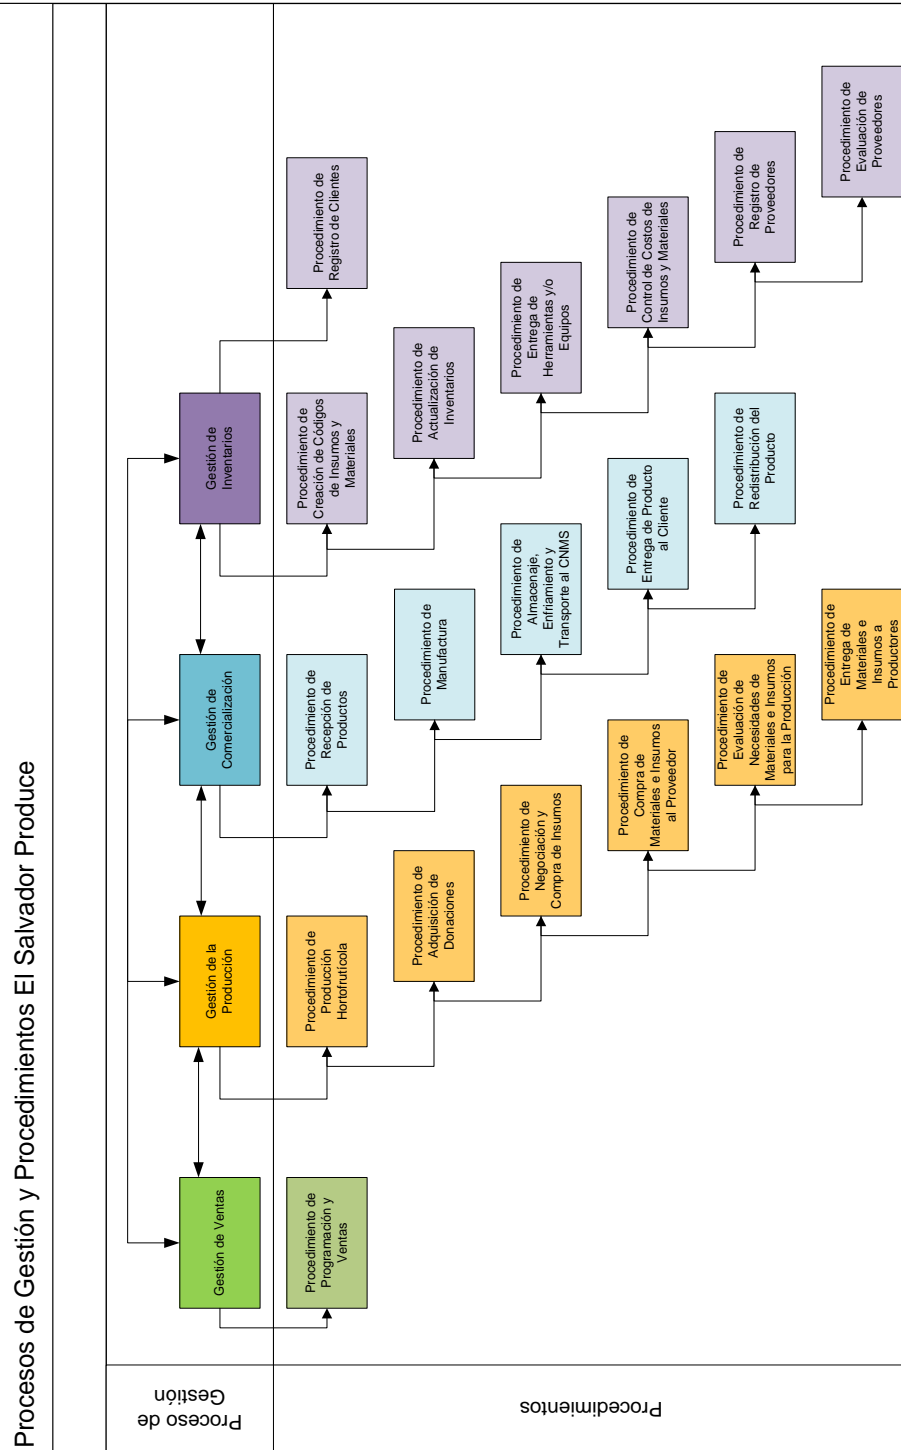 Procesos de Gestión y Procedimientos El Salvador Produce
Proceso de
Gestión
Gestión de Ventas
Gestión de la
Producción
Gestión de
Comercialización
Gestión de
Inventarios
Procedimientos
Procedimiento de
Programación y
Ventas
Procedimiento de
Producción
Hortofrutícola
Procedimiento de
Recepción de
Productos
Procedimiento de
Creación de Códigos
de Insumos y
Materiales
Procedimiento de
Registro de Clientes
Procedimiento de
Adquisición de
Donaciones
Procedimiento de
Manufactura
Procedimiento de
Actualización de
Inventarios
Procedimiento de
Negociación y
Compra de Insumos
Procedimiento de
Almacenaje,
Enfriamiento y
Transporte al CNMS
Procedimiento de
Entrega de
Herramientas y/o
Equipos
Procedimiento de
Compra de
Materiales e Insumos
al Proveedor
Procedimiento de
Entrega de Producto
al Cliente
Procedimiento de
Control de Costos de
Insumos y Materiales
Procedimiento de
Evaluación de
Necesidades de
Materiales e Insumos
para la Producción
Procedimiento de
Redistribución del
Producto
Procedimiento de
Registro de
Proveedores
Procedimiento de
Entrega de
Materiales e
Insumos a
Productores
Procedimiento de
Evaluación de
Proveedores